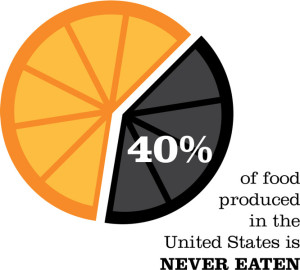 40%
of food
produced
in the
United States is
NEVER EATEN